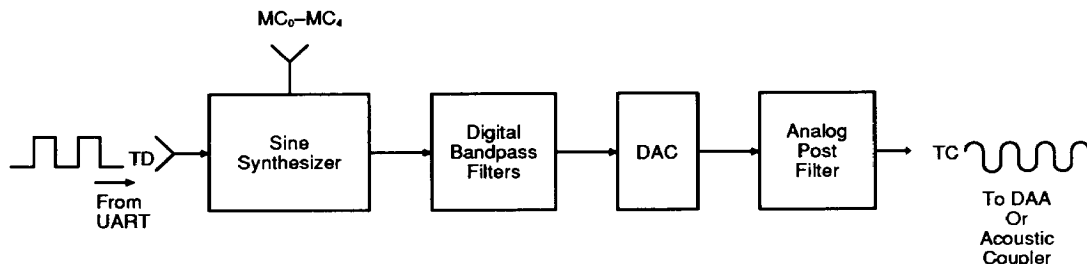 MC₀–MC₄
TD
From
UART
Sine
Synthesizer
Digital
Bandpass
Filters
DAC
Analog
Post
Filter
TC
To DAA
Or
Acoustic
Coupler